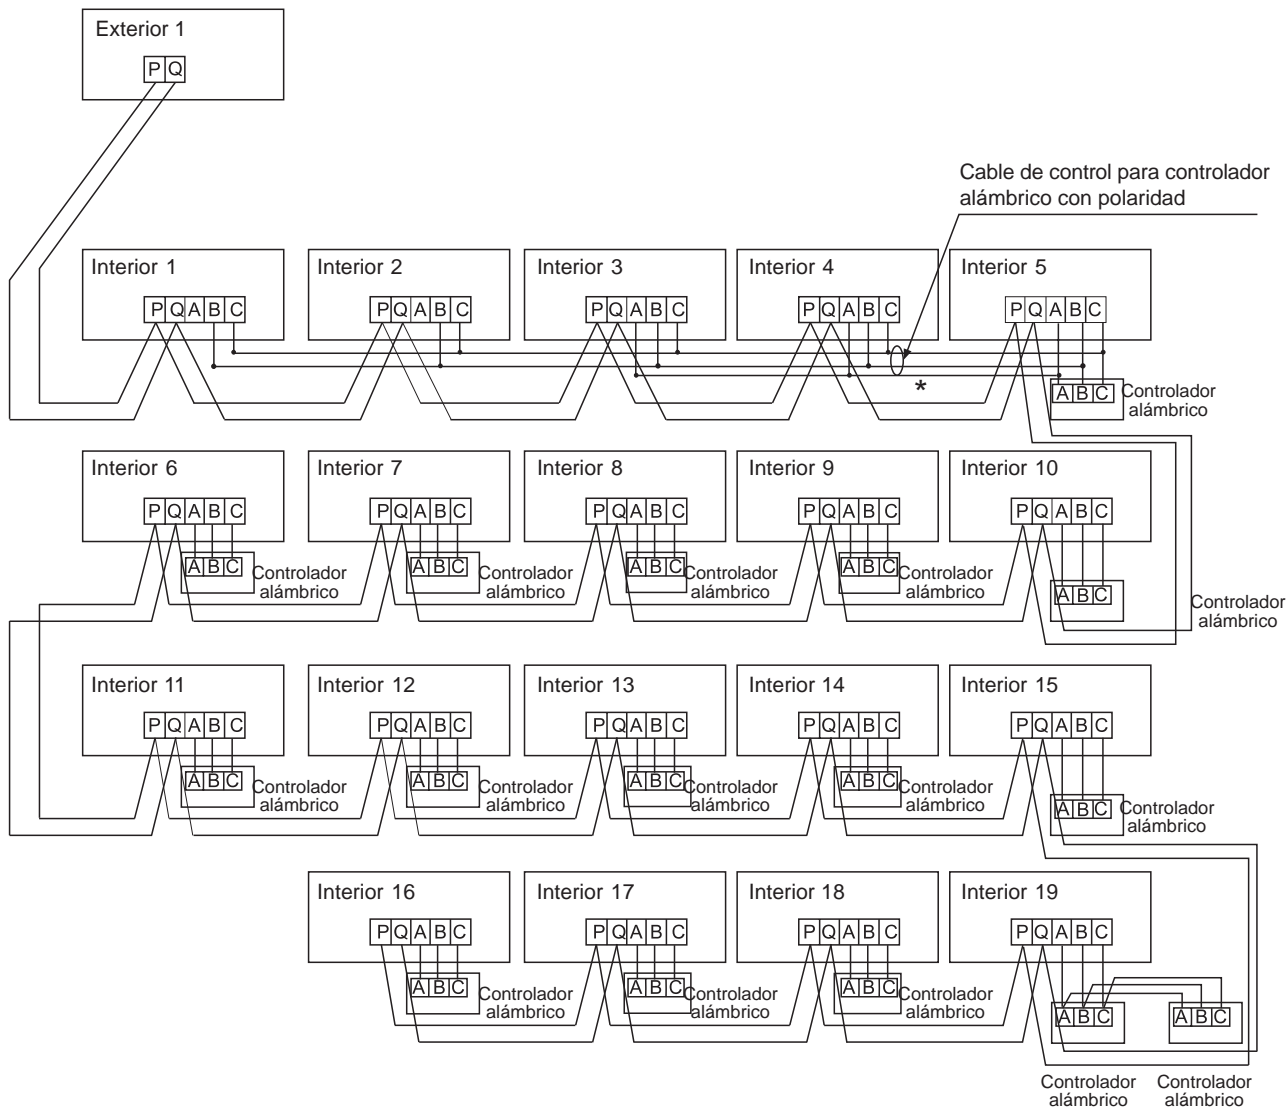 Exterior 1
P Q
Cable de control para controlador
alámbrico con polaridad
Interior 1
Interior 2
Interior 3
Interior 4
Interior 5
P Q A B C
P Q A B C
P Q A B C
P Q A B C
P Q A B C
*
A B C
Controlador
alámbrico
Interior 6
Interior 7
Interior 8
Interior 9
Interior 10
P Q A B C
P Q A B C
P Q A B C
P Q A B C
P Q A B C
A B C
Controlador
alámbrico
A B C
Controlador
alámbrico
A B C
Controlador
alámbrico
A B C
Controlador
alámbrico
A B C
Controlador
alámbrico
Interior 11
Interior 12
Interior 13
Interior 14
Interior 15
P Q A B C
P Q A B C
P Q A B C
P Q A B C
P Q A B C
A B C
Controlador
alámbrico
A B C
Controlador
alámbrico
A B C
Controlador
alámbrico
A B C
Controlador
alámbrico
A B C
Controlador
alámbrico
Interior 16
Interior 17
Interior 18
Interior 19
P Q A B C
P Q A B C
P Q A B C
P Q A B C
A B C
Controlador
alámbrico
A B C
Controlador
alámbrico
A B C
Controlador
alámbrico
A B C
A B C
Controlador
alámbrico
Controlador
alámbrico